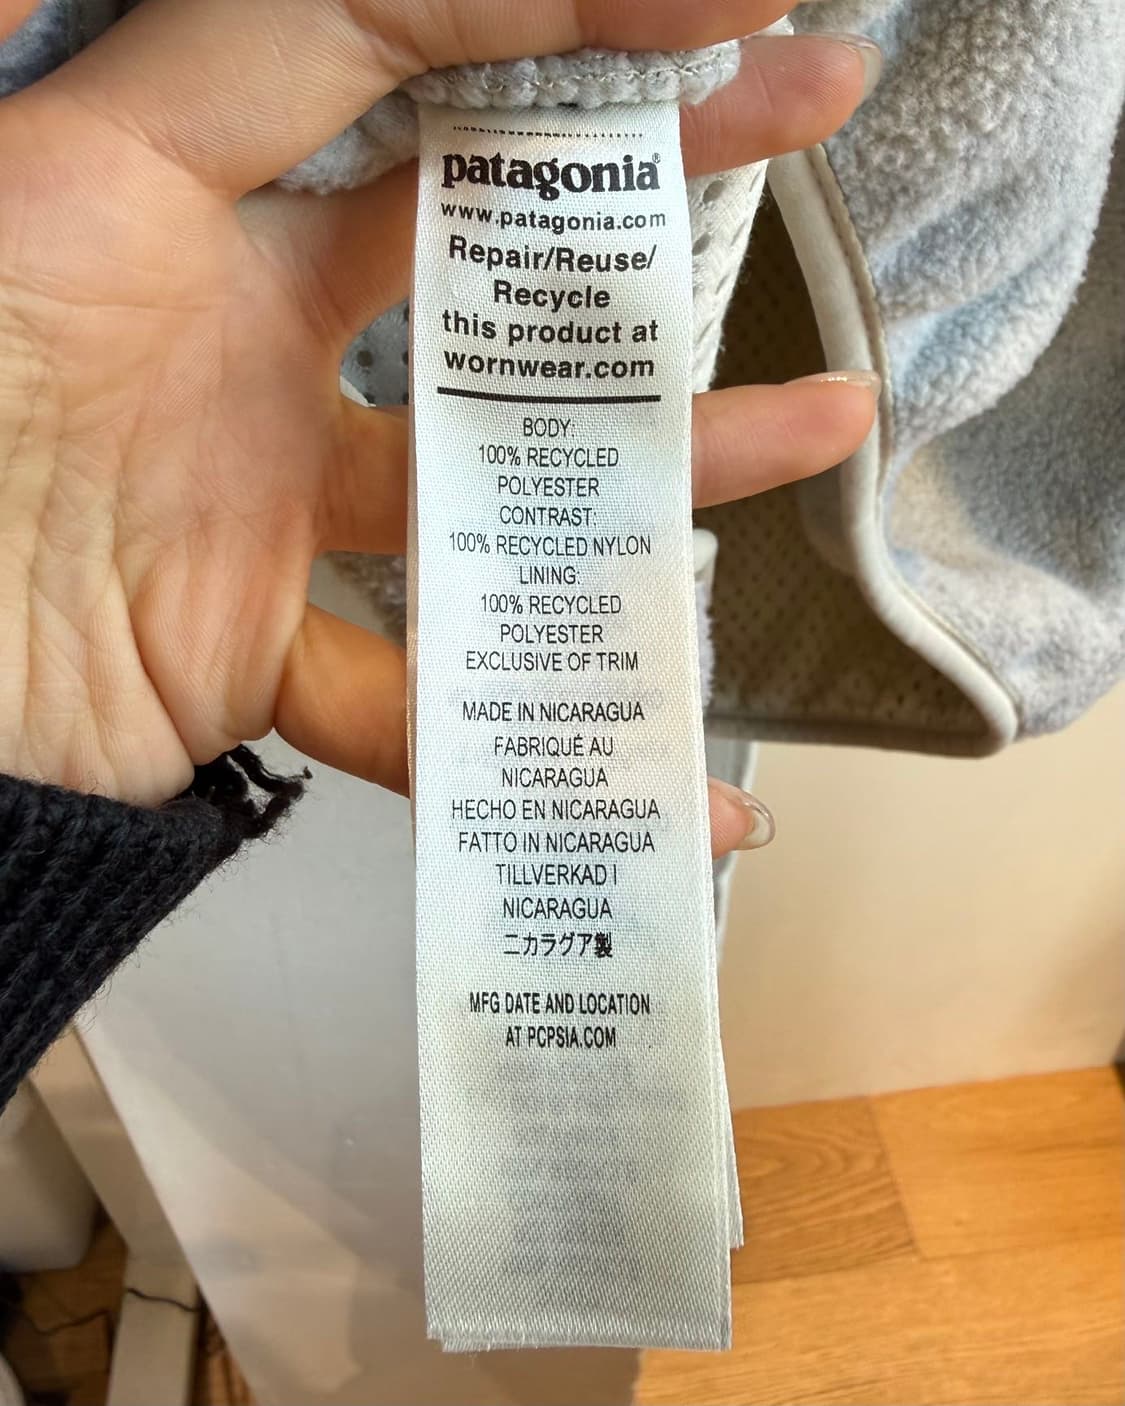 patagonia®
www.patagonia.com
Repair/Reuse/
Recycle
this product at
wornwear.com
BODY:
100% RECYCLED
POLYESTER
CONTRAST:
100% RECYCLED NYLON
LINING:
100% RECYCLED
POLYESTER
EXCLUSIVE OF TRIM
MADE IN NICARAGUA
FABRIQUÉ AU
NICARAGUA
HECHO EN NICARAGUA
FATTO IN NICARAGUA
TILLVERKAD I
NICARAGUA
ニカラグア製
MFG DATE AND LOCATION
AT PCPSIA.COM